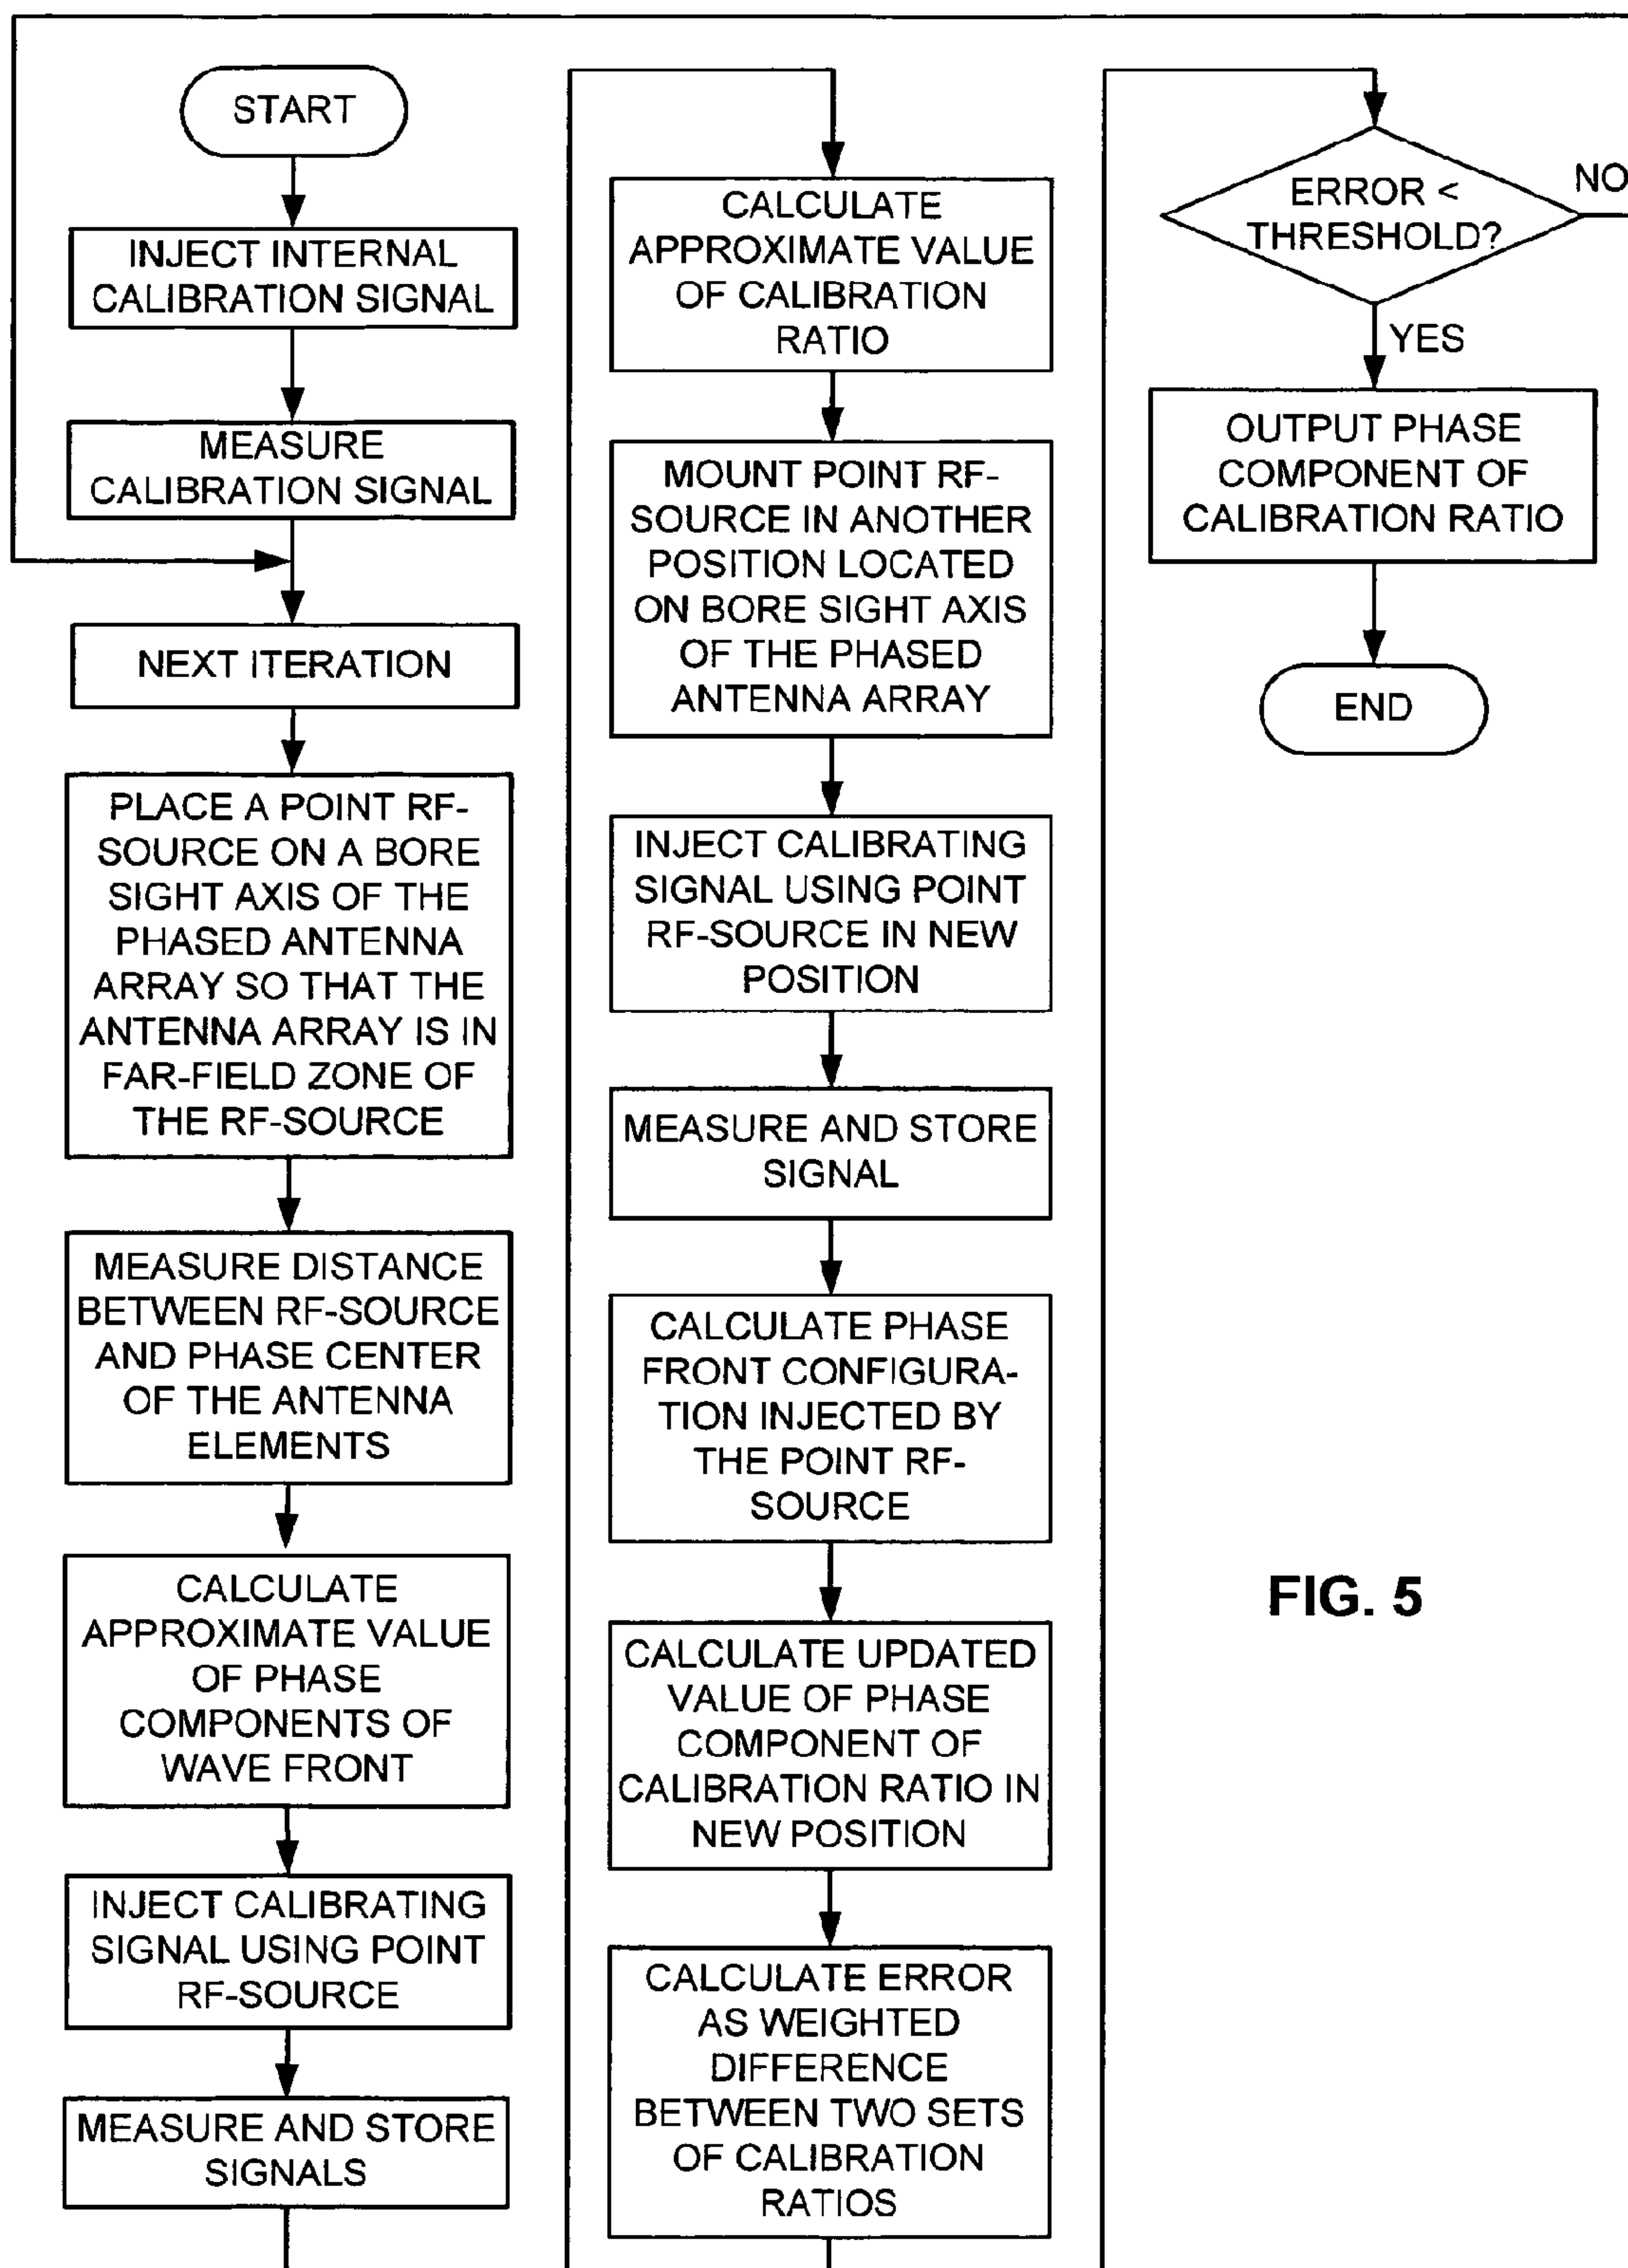 START
INJECT INTERNAL
CALIBRATION SIGNAL
MEASURE
CALIBRATION SIGNAL
NEXT ITERATION
PLACE A POINT RF-
SOURCE ON A BORE
SIGHT AXIS OF THE
PHASED ANTENNA
ARRAY SO THAT THE
ANTENNA ARRAY IS IN
FAR-FIELD ZONE OF
THE RF-SOURCE
MEASURE DISTANCE
BETWEEN RF-SOURCE
AND PHASE CENTER
OF THE ANTENNA
ELEMENTS
CALCULATE
APPROXIMATE VALUE
OF PHASE
COMPONENTS OF
WAVE FRONT
INJECT CALIBRATING
SIGNAL USING POINT
RF-SOURCE
MEASURE AND STORE
SIGNALS
CALCULATE
APPROXIMATE VALUE
OF CALIBRATION
RATIO
MOUNT POINT RF-
SOURCE IN ANOTHER
POSITION LOCATED
ON BORE SIGHT AXIS
OF THE PHASED
ANTENNA ARRAY
INJECT CALIBRATING
SIGNAL USING POINT
RF-SOURCE IN NEW
POSITION
MEASURE AND STORE
SIGNAL
CALCULATE PHASE
FRONT CONFIGURA-
TION INJECTED BY
THE POINT RF-
SOURCE
CALCULATE UPDATED
VALUE OF PHASE
COMPONENT OF
CALIBRATION RATIO IN
NEW POSITION
CALCULATE ERROR
AS WEIGHTED
DIFFERENCE
BETWEEN TWO SETS
OF CALIBRATION
RATIOS
ERROR <
THRESHOLD?
NO
YES
OUTPUT PHASE
COMPONENT OF
CALIBRATION RATIO
END
FIG. 5